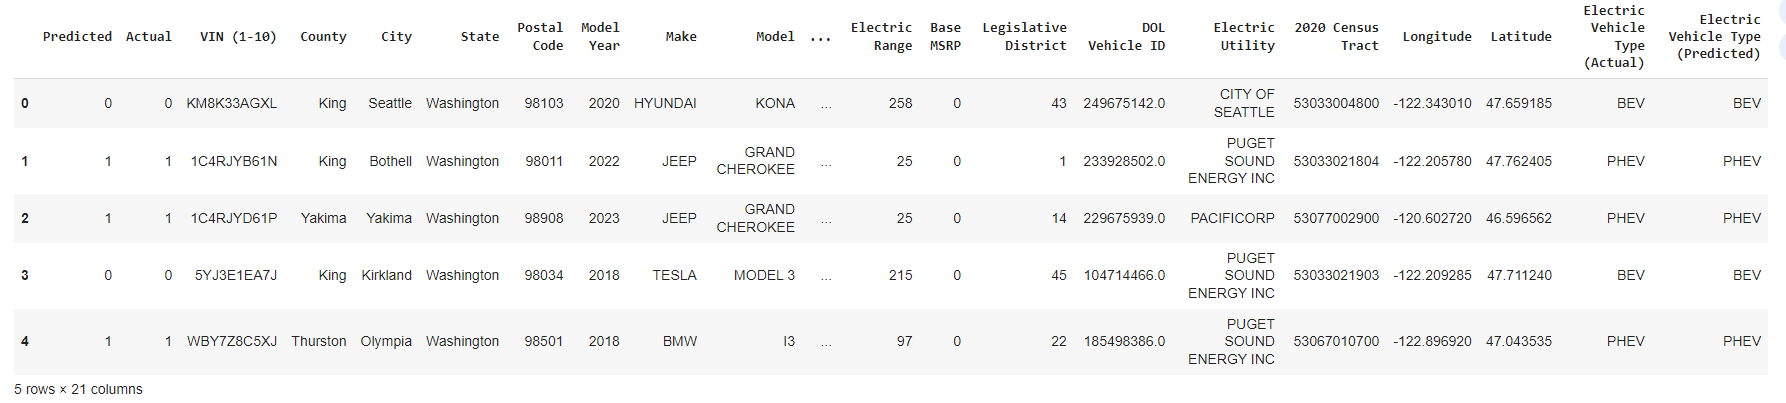 Predicted Actual VIN (1-10) County City State Postal Code Model Year Make Model ... Electric Range Base MSRP Legislative District DOL Vehicle ID Electric Utility 2020 Census Tract Longitude Latitude Electric Vehicle Type (Actual) Electric Vehicle Type (Predicted)
0 0 0 KM8K33AGXL King Seattle Washington 98103 2020 HYUNDAI KONA ... 258 0 43 249675142.0 CITY OF SEATTLE 53033004800 -122.343010 47.659185 BEV BEV
1 1 1 1C4RJYB61N King Bothell Washington 98011 2022 JEEP GRAND CHEROKEE ... 25 0 1 233928502.0 PUGET SOUND ENERGY INC 53033021804 -122.205780 47.762405 PHEV PHEV
2 1 1 1C4RJYD61P Yakima Yakima Washington 98908 2023 JEEP GRAND CHEROKEE ... 25 0 14 229675939.0 PACIFICORP 53077002900 -120.602720 46.596562 PHEV PHEV
3 0 0 5YJ3E1EA7J King Kirkland Washington 98034 2018 TESLA MODEL 3 ... 215 0 45 104714466.0 PUGET SOUND ENERGY INC 53033021903 -122.209285 47.711240 BEV BEV
4 1 1 WBY7Z8C5XJ Thurston Olympia Washington 98501 2018 BMW I3 ... 97 0 22 185498386.0 PUGET SOUND ENERGY INC 53067010700 -122.896920 47.043535 PHEV PHEV
5 rows × 21 columns